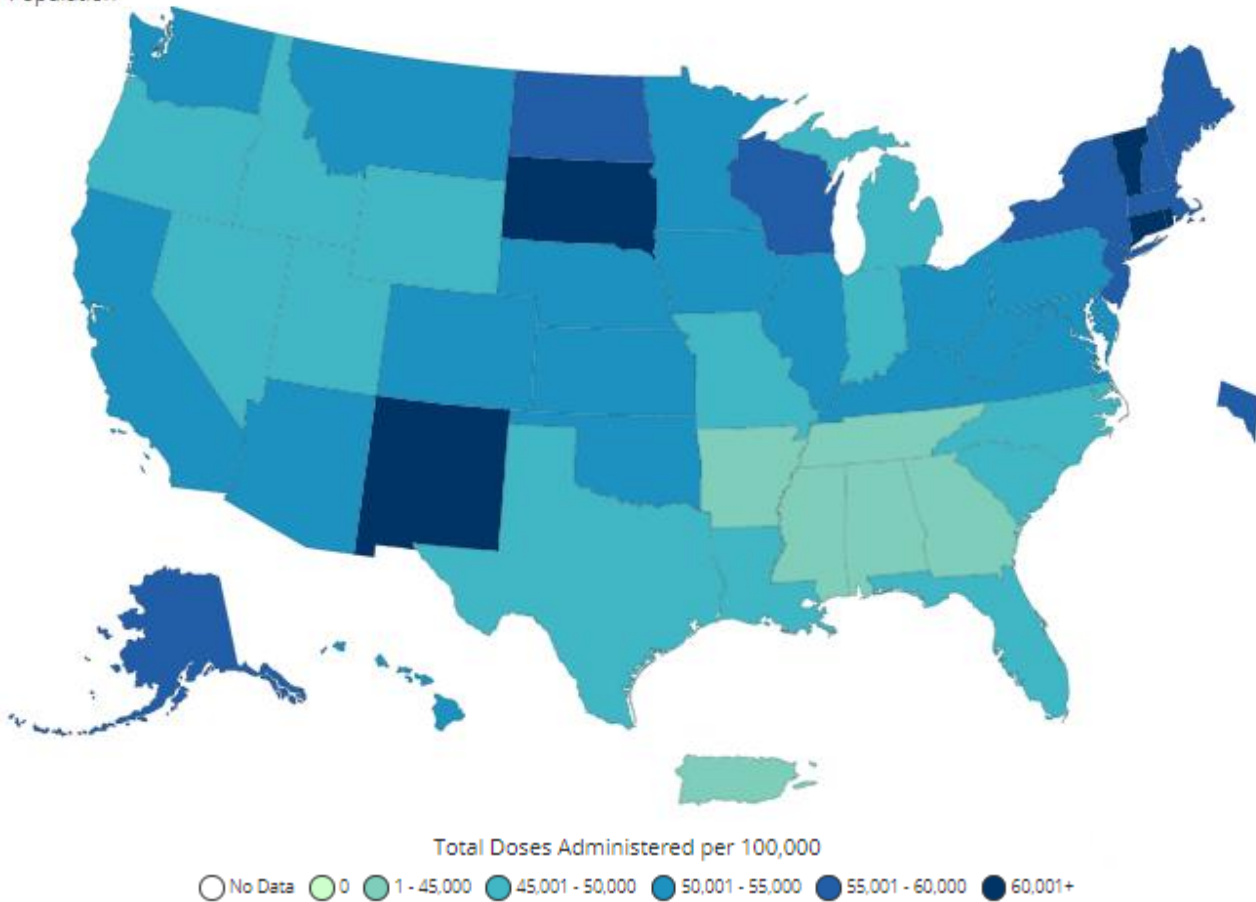 Population
Total Doses Administered per 100,000
No Data 0 1 - 45,000 45,001 - 50,000 50,001 - 55,000 55,001 - 60,000 60,001+